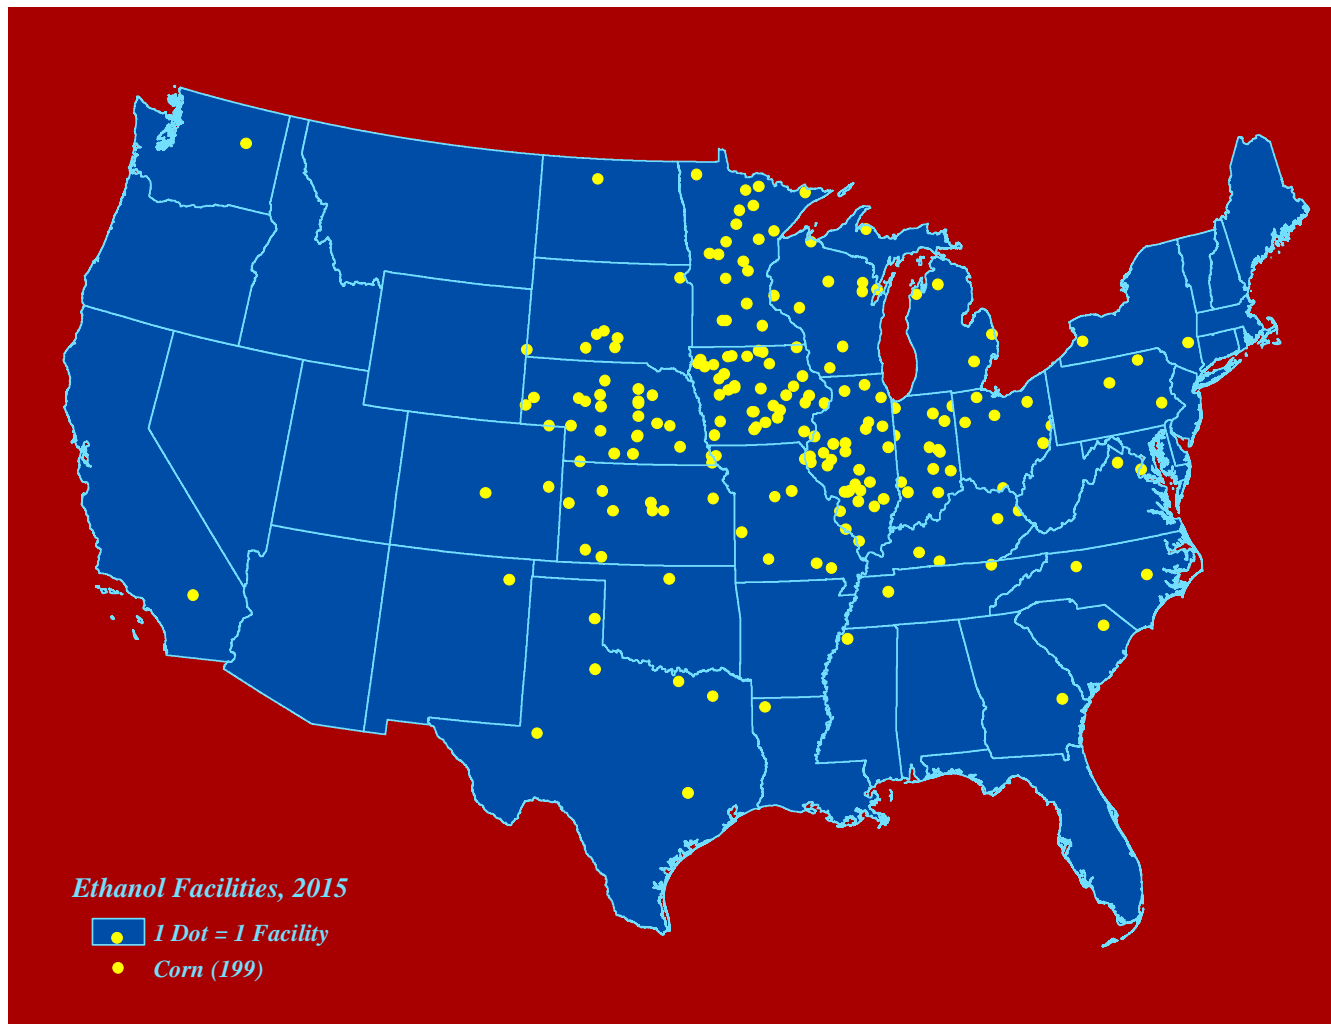 Ethanol Facilities, 2015
1 Dot = 1 Facility
Corn (199)